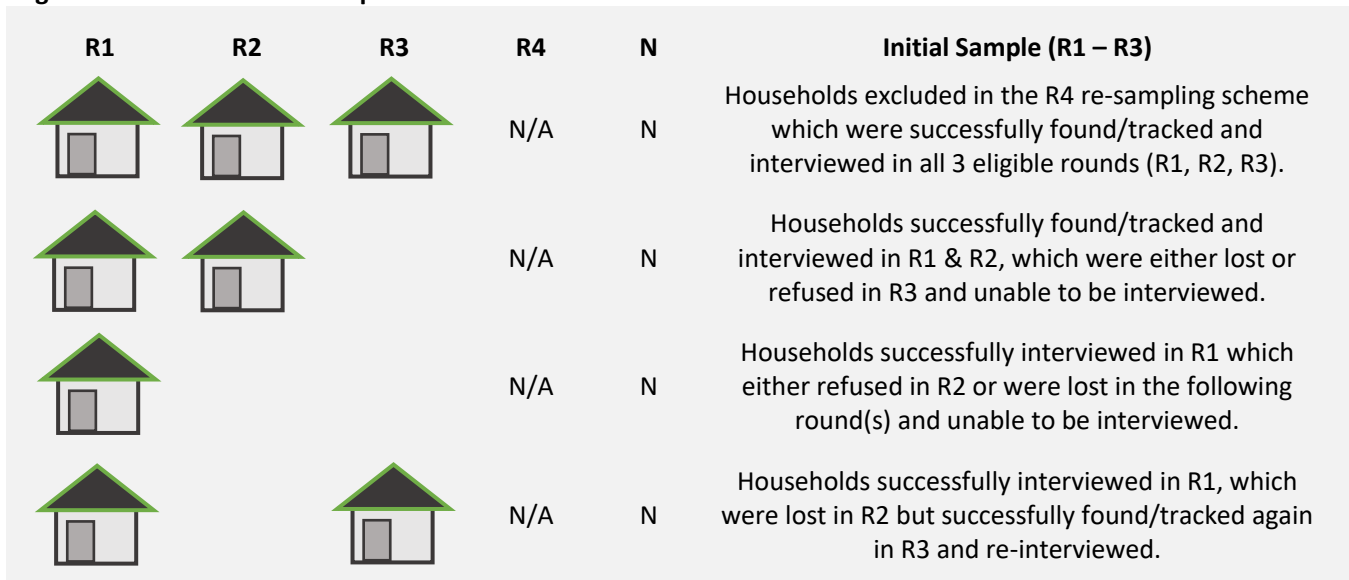 R1 R2 R3 R4 N Initial Sample (R1 – R3)
Households excluded in the R4 re-sampling scheme
N/A N which were successfully found/tracked and
interviewed in all 3 eligible rounds (R1, R2, R3).
Households successfully found/tracked and
N/A N interviewed in R1 & R2, which were either lost or
refused in R3 and unable to be interviewed.
Households successfully interviewed in R1 which
N/A N either refused in R2 or were lost in the following
round(s) and unable to be interviewed.
Households successfully interviewed in R1, which
N/A N were lost in R2 but successfully found/tracked again
in R3 and re-interviewed.